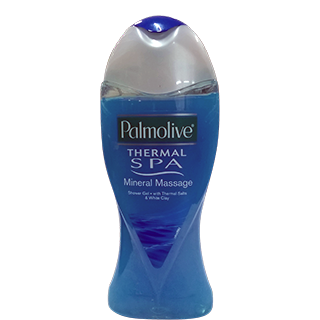 Palmolive
THERMAL
SPA
Mineral Massage
Shower Gel • with Thermal Salts
& White Clay